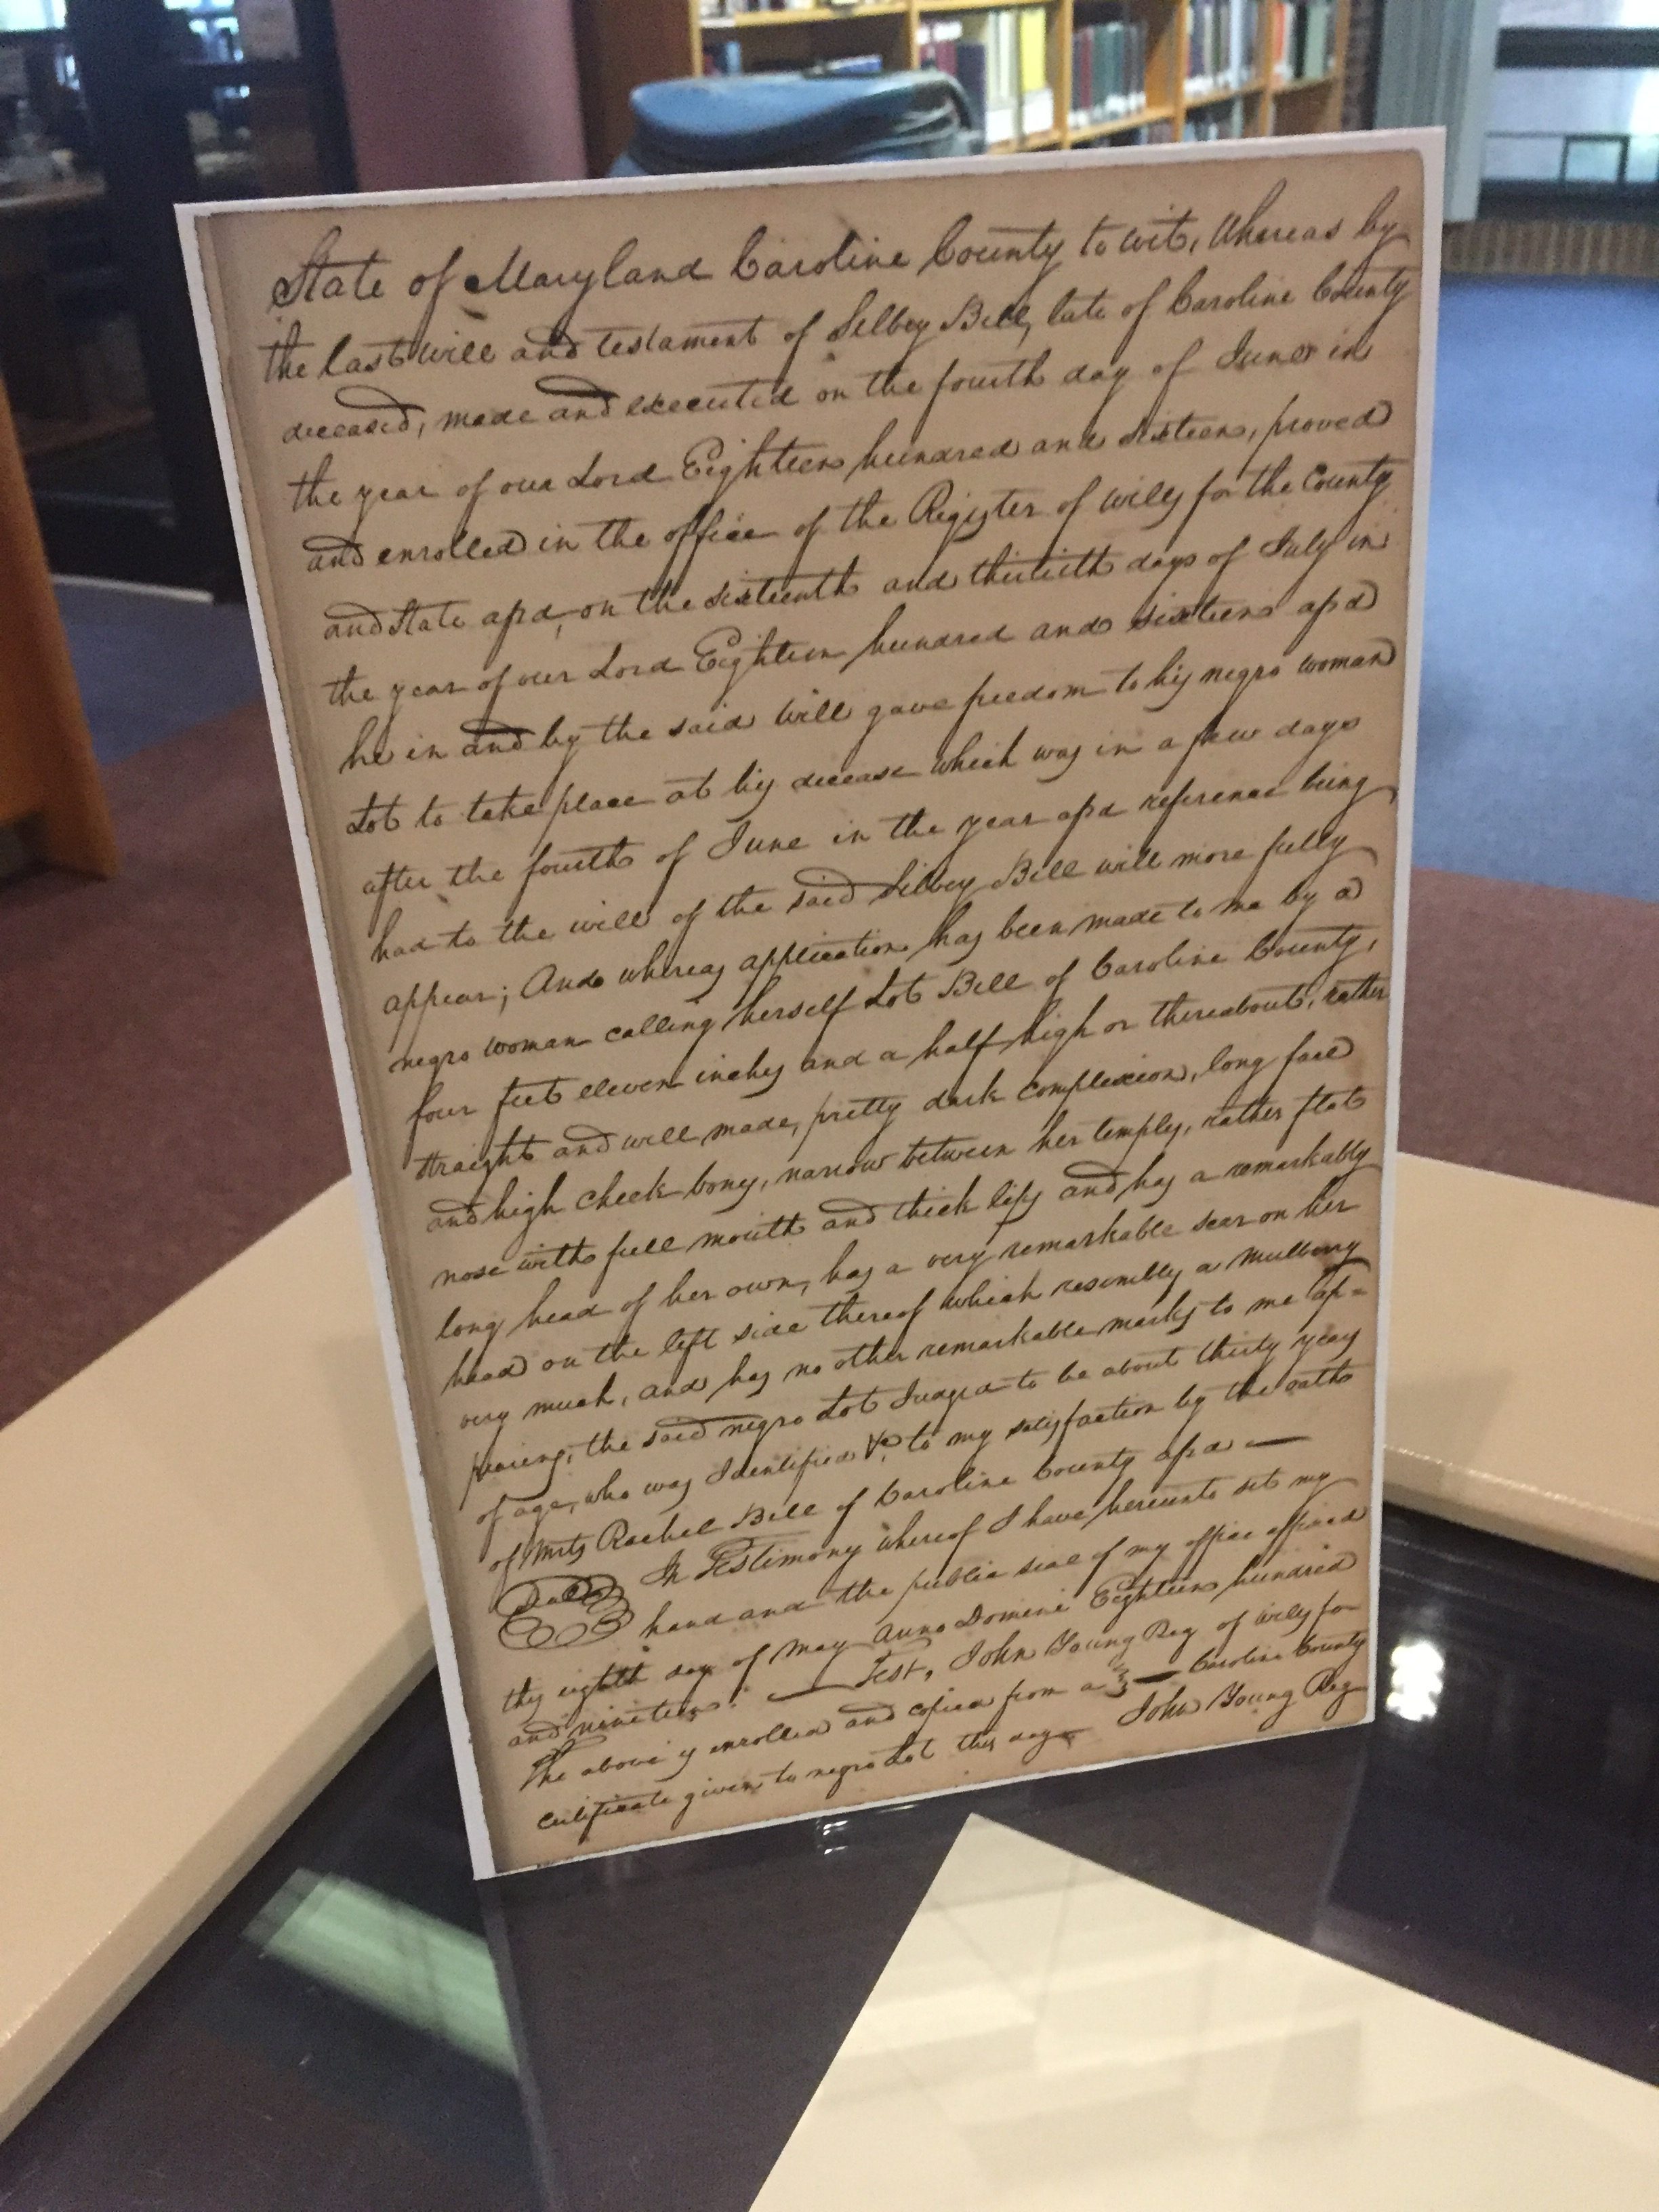 State of Maryland Caroline County to wit, Whereas by
the last will and testament of Selbey Bell, late of Caroline County
deceased, made and executed on the fourth day of June in
the year of our Lord Eighteen hundred and sixteen, proved
and enrolled in the office of the Register of wills for the County
and State afsd, on the sixteenth and thirtieth days of July in
the year of our Lord Eighteen hundred and sixteen afsd
he in and by the said will gave freedom to his negro woman
Lot to take place at his decease which was in a few days
after the fourth of June in the year afsd reference being
had to the will of the said Selbey Bell will more fully
appear; And whereas application has been made to me by a
negro woman calling herself Lot Bell of Caroline County,
four feet eleven inches and a half high or thereabout, rather
straight and well made, pretty dark complexion, long face
and high cheek bones, narrow between her temples, rather flat
nose with full mouth and thick lips and has a remarkably
long head of her own, has a very remarkable scar on her
head on the left side thereof which resembles a mulberry
very much, and has no other remarkable marks to me ap=
pearing, the said negro Lot Judged to be about thirty years
of age, who was Identified &c. to my satisfaction by the oath
of Mrs Rachel Bell of Caroline County afsd
In Testimony whereof I have hereunto set my
hand and the public seal of my office affixed
this eighth day of May Anno Domini Eighteen hundred
and nineteen. Test, John Young Reg of wills for
The above is enrolled and copied from a Caroline County
certificate given to negro Lot this day John Young Reg